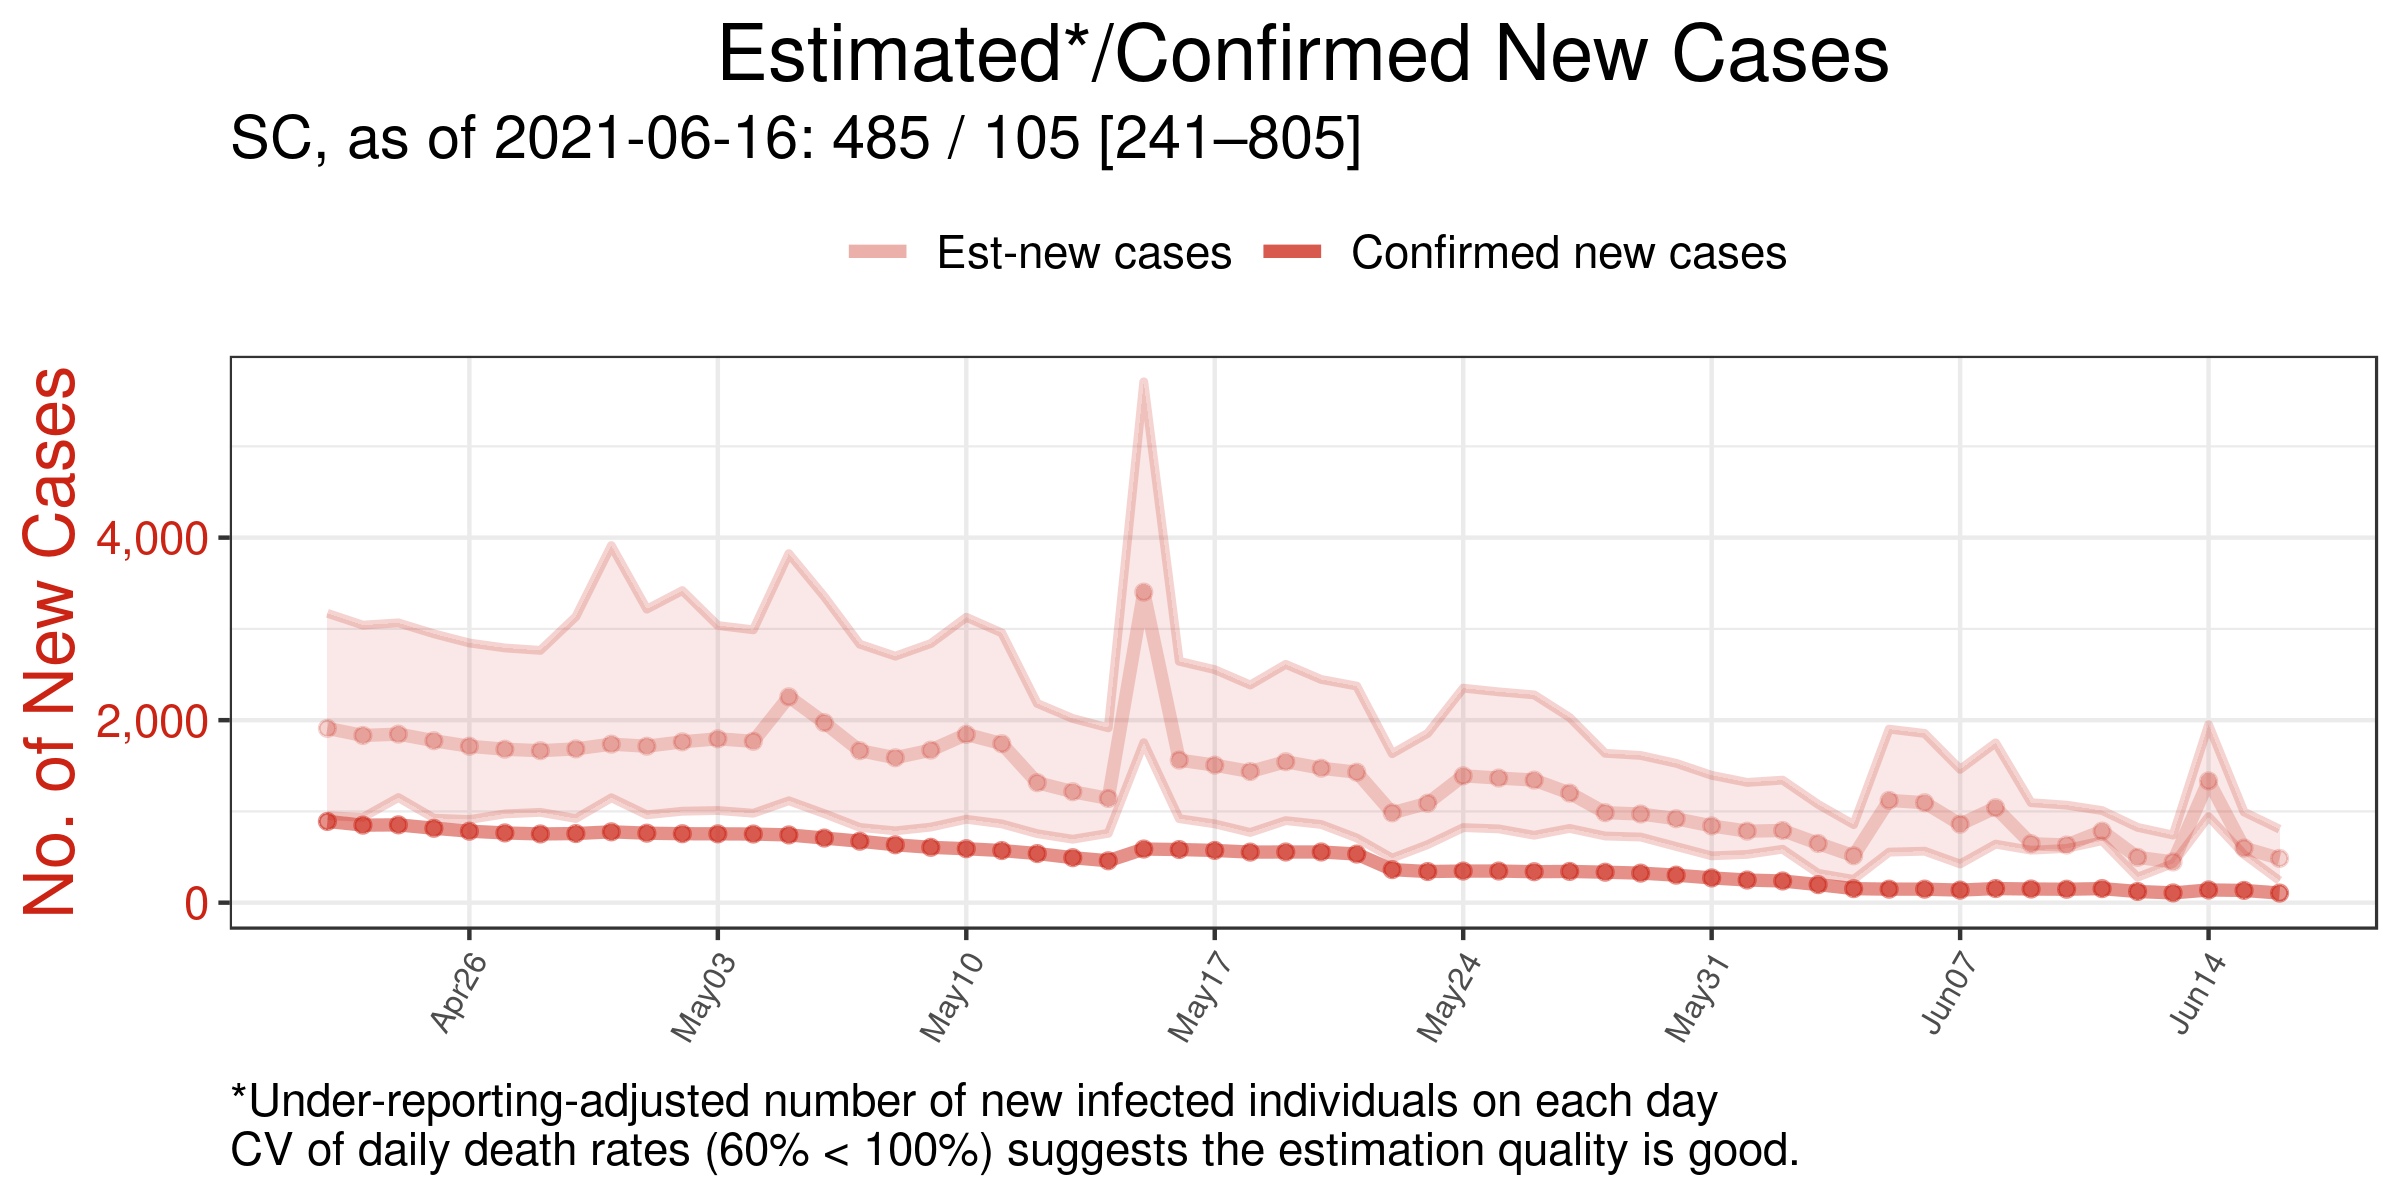 Estimated*/Confirmed New Cases
SC, as of 2021-06-16: 485 / 105 [241–805]
Est-new cases
Confirmed new cases
No. of New Cases
4,000
2,000
0
Apr26
May03
May10
May17
May24
May31
Jun07
Jun14
*Under-reporting-adjusted number of new infected individuals on each day
CV of daily death rates (60% < 100%) suggests the estimation quality is good.